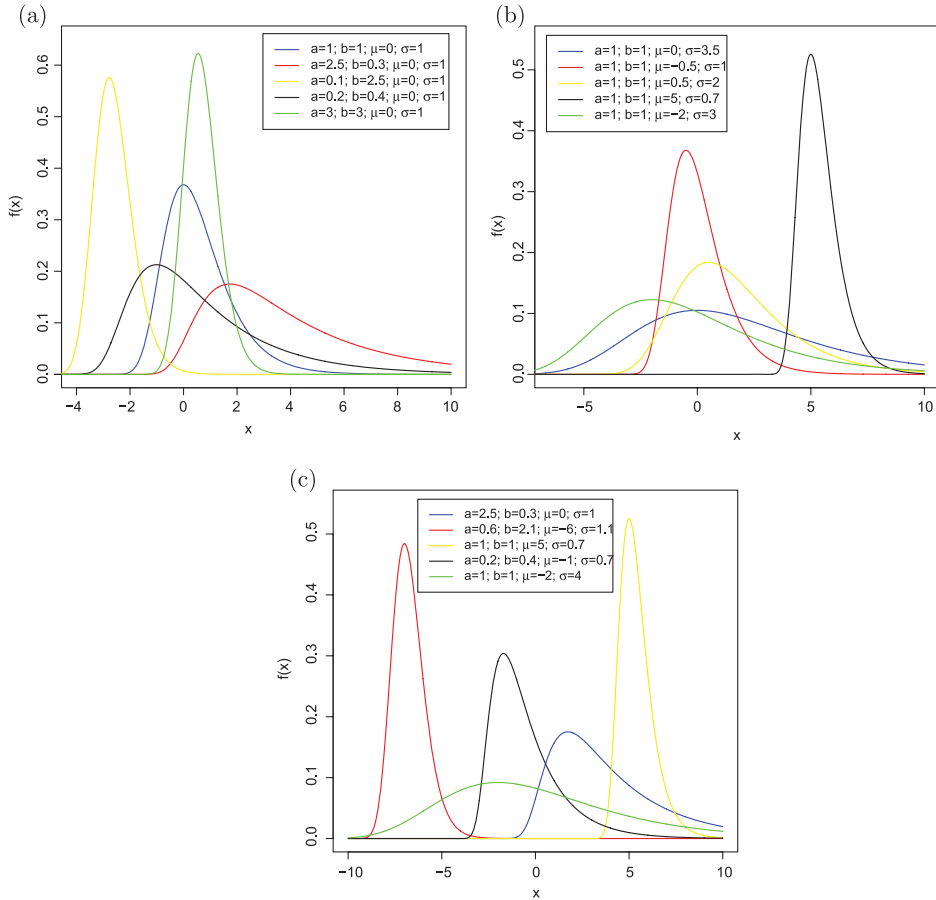 (a)
a=1; b=1; μ=0; σ=1
a=2.5; b=0.3; μ=0; σ=1
a=0.1; b=2.5; μ=0; σ=1
a=0.2; b=0.4; μ=0; σ=1
a=3; b=3; μ=0; σ=1
f(x)
0.0 0.1 0.2 0.3 0.4 0.5 0.6
−4 −2 0 2 4 6 8 10
x
(b)
a=1; b=1; μ=0; σ=3.5
a=1; b=1; μ=−0.5; σ=1
a=1; b=1; μ=0.5; σ=2
a=1; b=1; μ=5; σ=0.7
a=1; b=1; μ=−2; σ=3
f(x)
0.0 0.1 0.2 0.3 0.4 0.5
−5 0 5 10
x
(c)
a=2.5; b=0.3; μ=0; σ=1
a=0.6; b=2.1; μ=−6; σ=1.1
a=1; b=1; μ=5; σ=0.7
a=0.2; b=0.4; μ=−1; σ=0.7
a=1; b=1; μ=−2; σ=4
f(x)
0.0 0.1 0.2 0.3 0.4 0.5
−10 −5 0 5 10
x